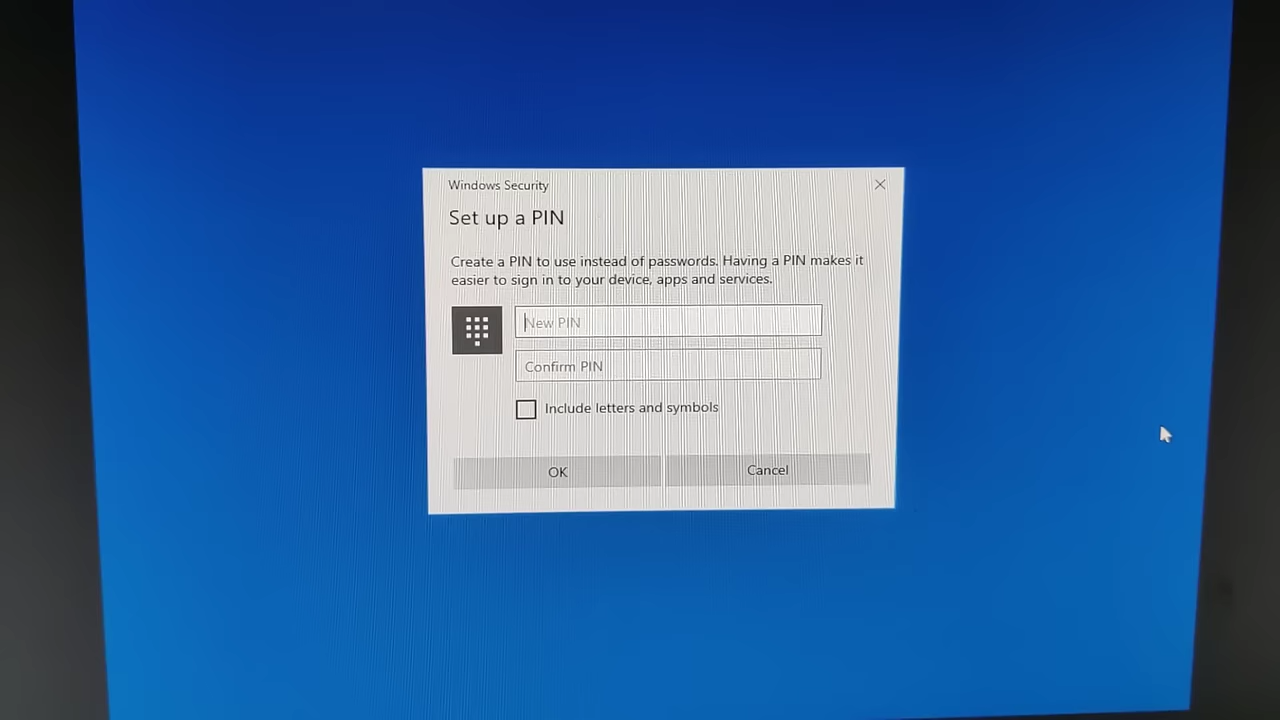 Windows Security
Set up a PIN
Create a PIN to use instead of passwords. Having a PIN makes it
easier to sign in to your device, apps and services.
New PIN
Confirm PIN
Include letters and symbols
OK
Cancel